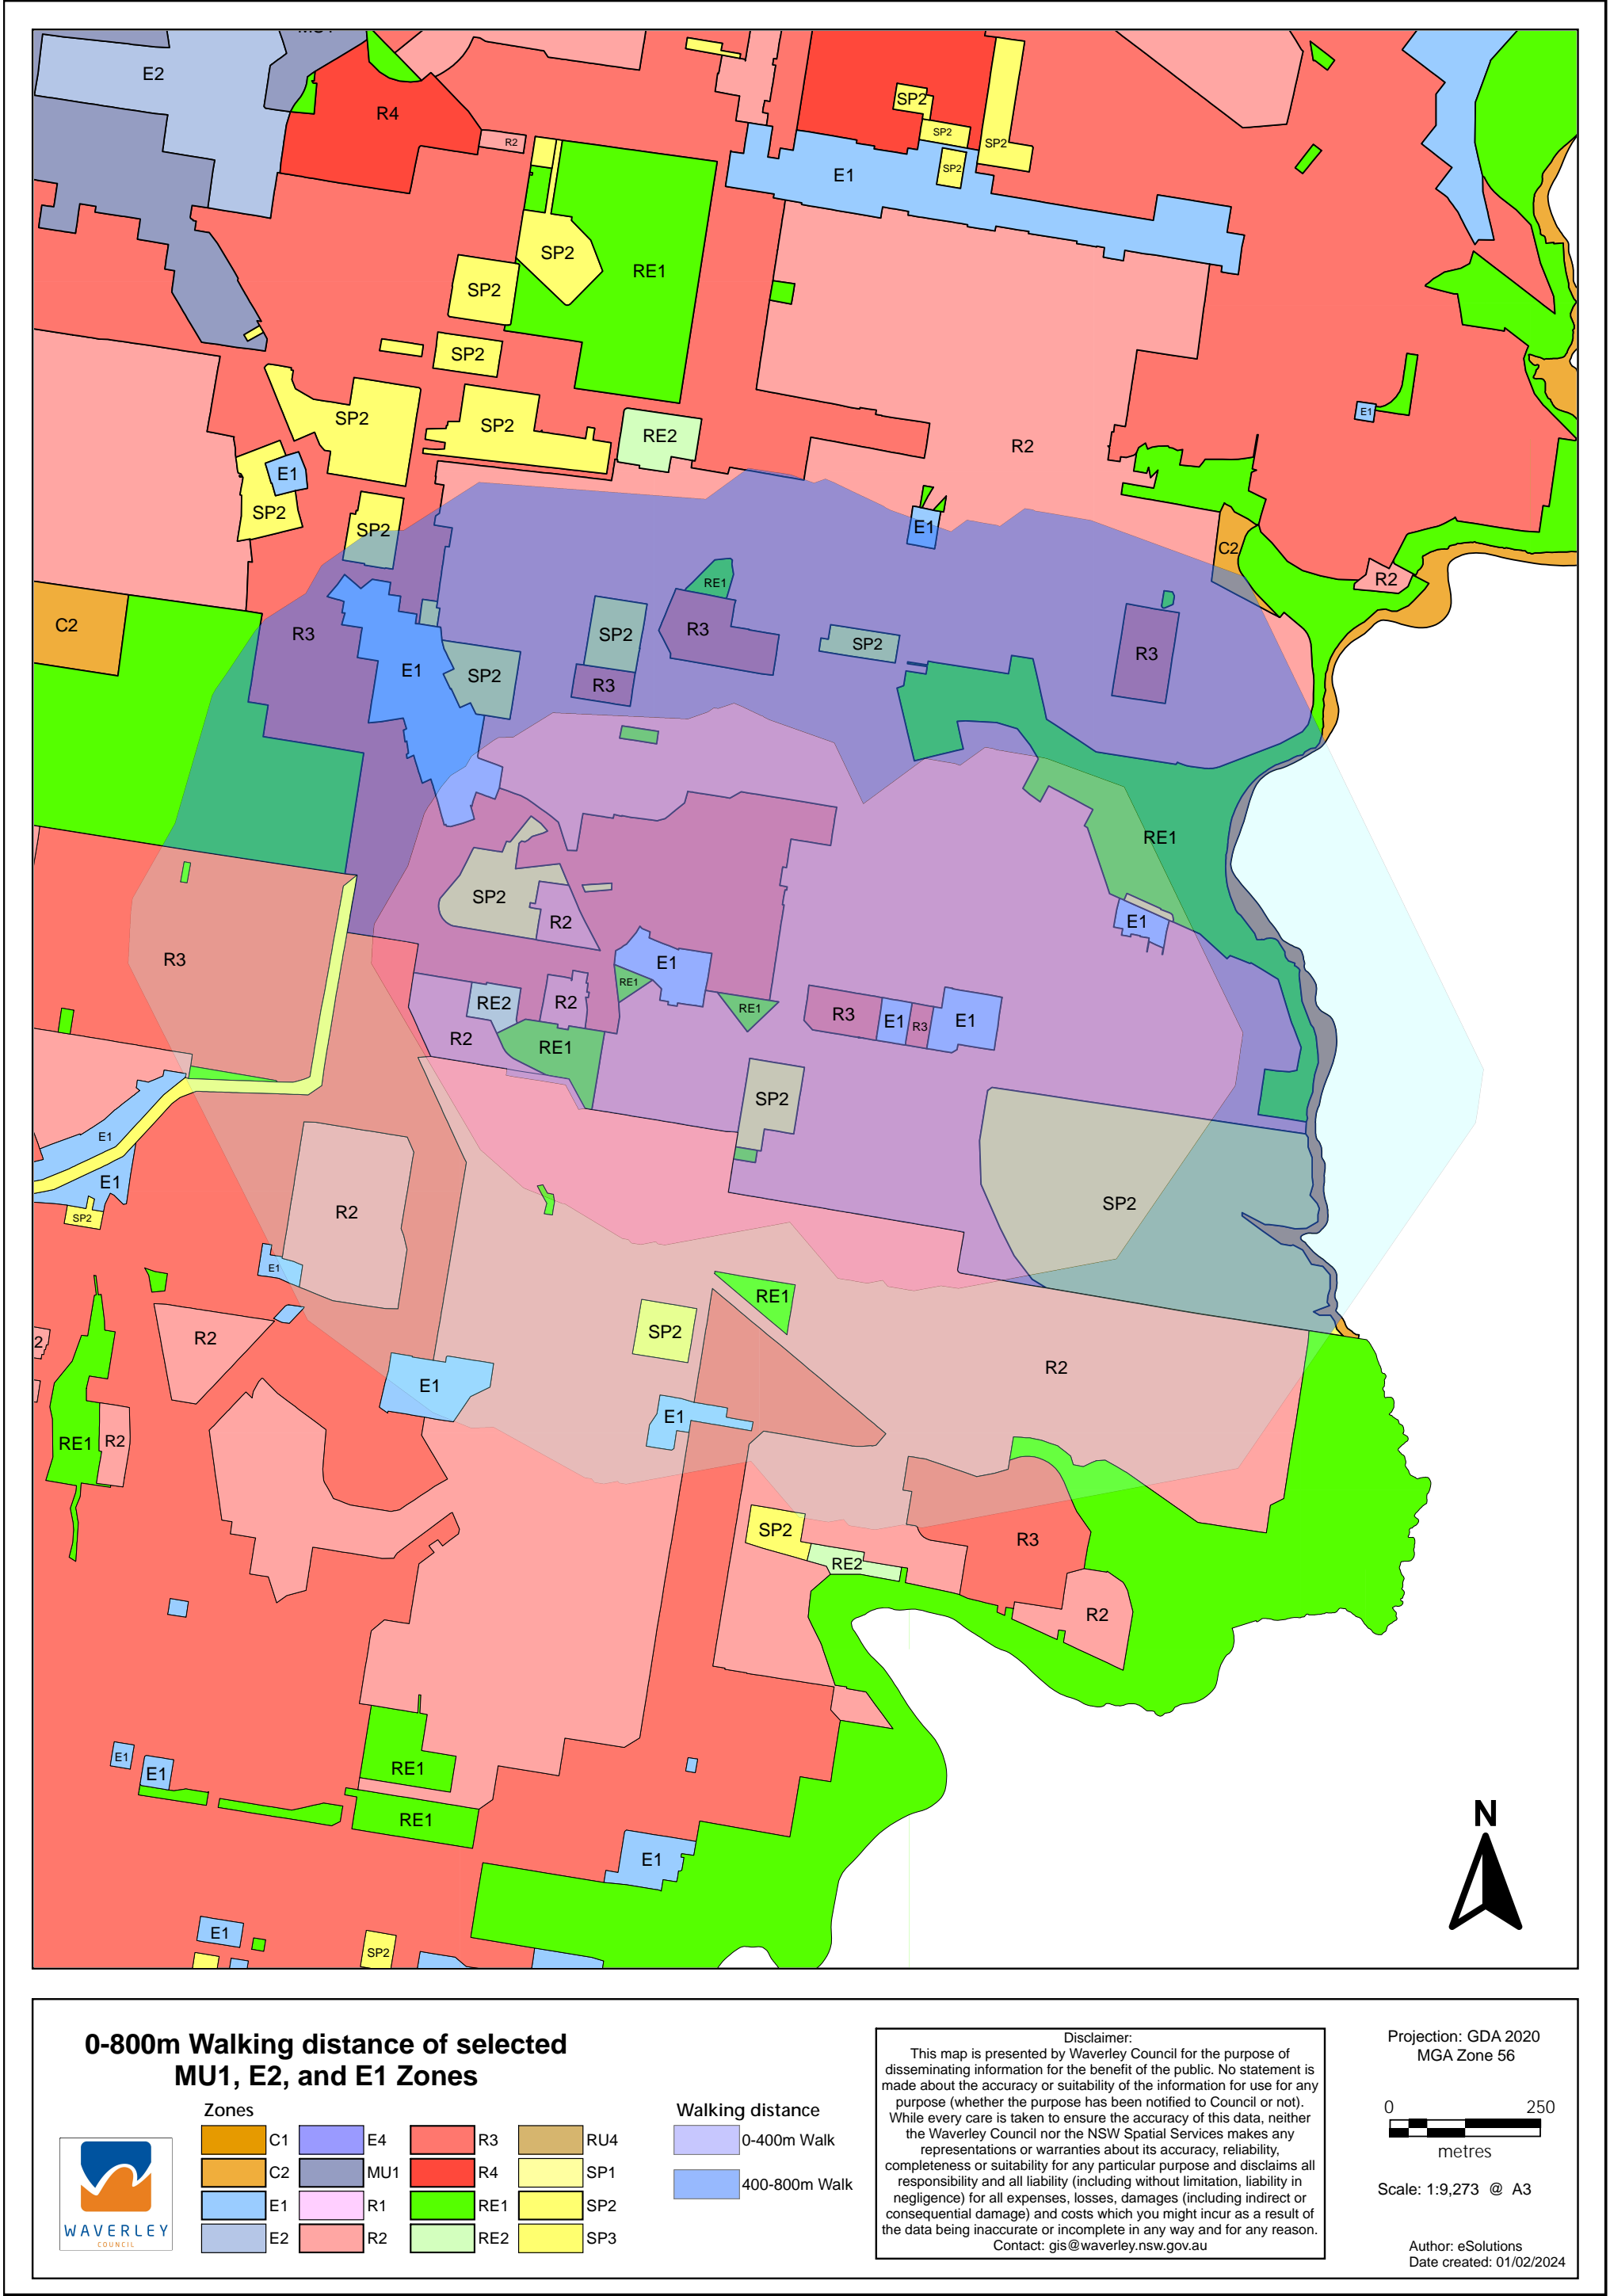 E2
R4
R2
SP2
SP2
SP2
SP2
E1
SP2
RE1
SP2
SP2
SP2
SP2
RE2
R2
E1
E1
SP2
SP2
E1
C2
R2
RE1
C2
R3
SP2
R3
SP2
R3
E1
SP2
R3
RE1
SP2
R2
E1
R3
E1
RE2
R2
RE1
RE1
R3
E1
R3
E1
R2
RE1
SP2
E1
E1
SP2
R2
SP2
E1
RE1
SP2
R2
2
R2
E1
E1
RE1
R2
SP2
R3
RE2
R2
E1
E1
RE1
RE1
E1
E1
SP2
N
0-800m Walking distance of selected
MU1, E2, and E1 Zones
Zones
C1
E4
R3
RU4
C2
MU1
R4
SP1
E1
R1
RE1
SP2
E2
R2
RE2
SP3
WAVERLEY
COUNCIL
Walking distance
0-400m Walk
400-800m Walk
Disclaimer:
This map is presented by Waverley Council for the purpose of
disseminating information for the benefit of the public. No statement is
made about the accuracy or suitability of the information for use for any
purpose (whether the purpose has been notified to Council or not).
While every care is taken to ensure the accuracy of this data, neither
the Waverley Council nor the NSW Spatial Services makes any
representations or warranties about its accuracy, reliability,
completeness or suitability for any particular purpose and disclaims all
responsibility and all liability (including without limitation, liability in
negligence) for all expenses, losses, damages (including indirect or
consequential damage) and costs which you might incur as a result of
the data being inaccurate or incomplete in any way and for any reason.
Contact: gis@waverley.nsw.gov.au
Projection: GDA 2020
MGA Zone 56
0 250
metres
Scale: 1:9,273 @ A3
Author: eSolutions
Date created: 01/02/2024